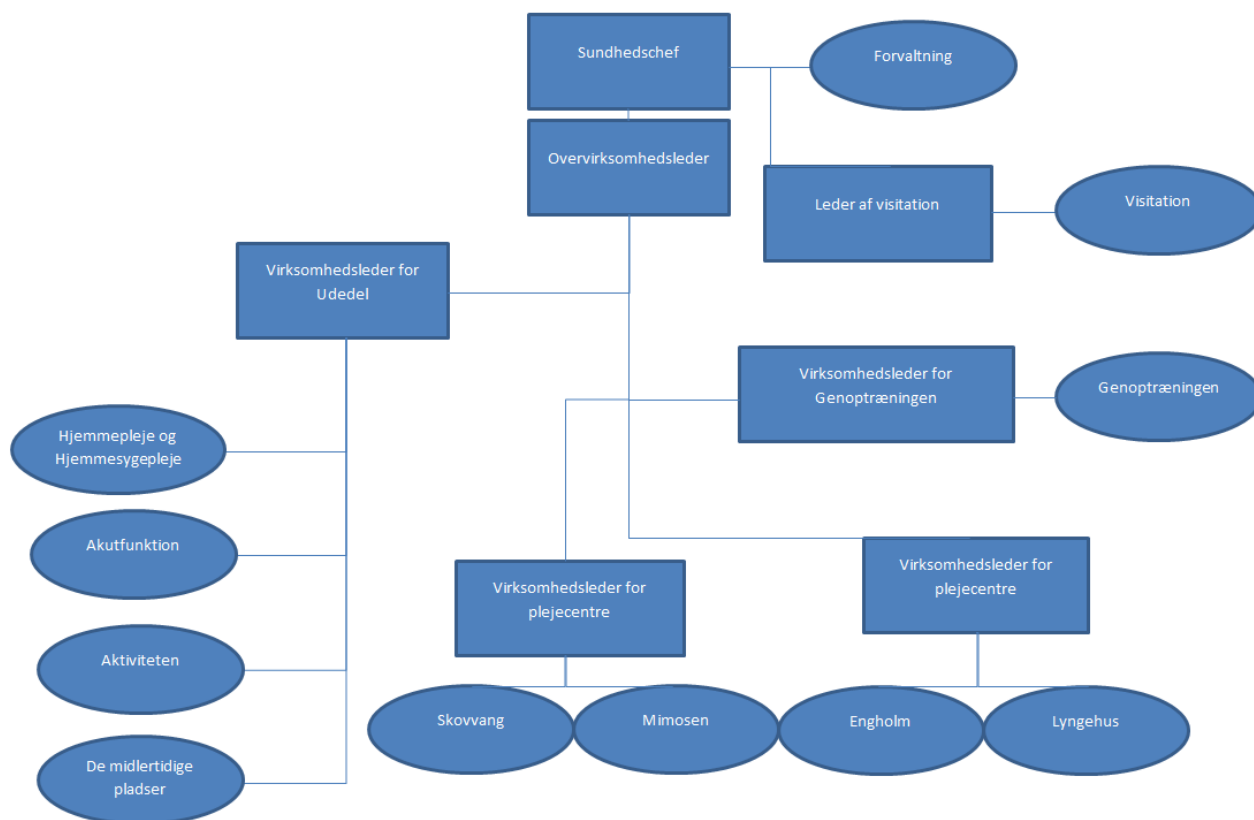 Sundhedschef
Forvaltning
Overvirksomhedsleder
Leder af visitation
Visitation
Virksomhedsleder for
Udedel
Virksomhedsleder for
Genoptræningen
Genoptræningen
Hjemmepleje og
Hjemmesygepleje
Akutfunktion
Virksomhedsleder for
plejecentre
Virksomhedsleder for
plejecentre
Aktiviteten
Skovvang
Mimosen
Engholm
Lyngehus
De midlertidige
pladser